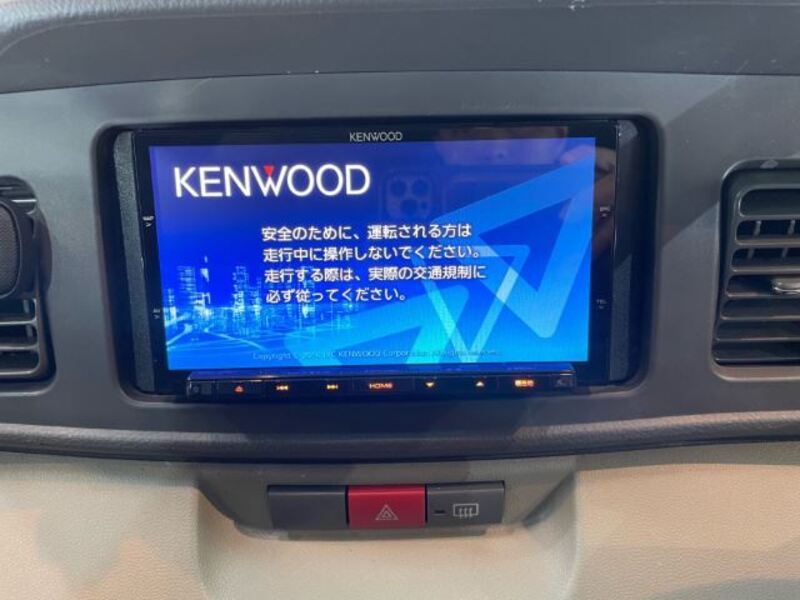 KENWOOD
KENWOOD
安全のために、運転される方は
走行中に操作しないでください。
走行する際は、実際の交通規制に
必ず従ってください。
KENWOOD Corporation
HOME